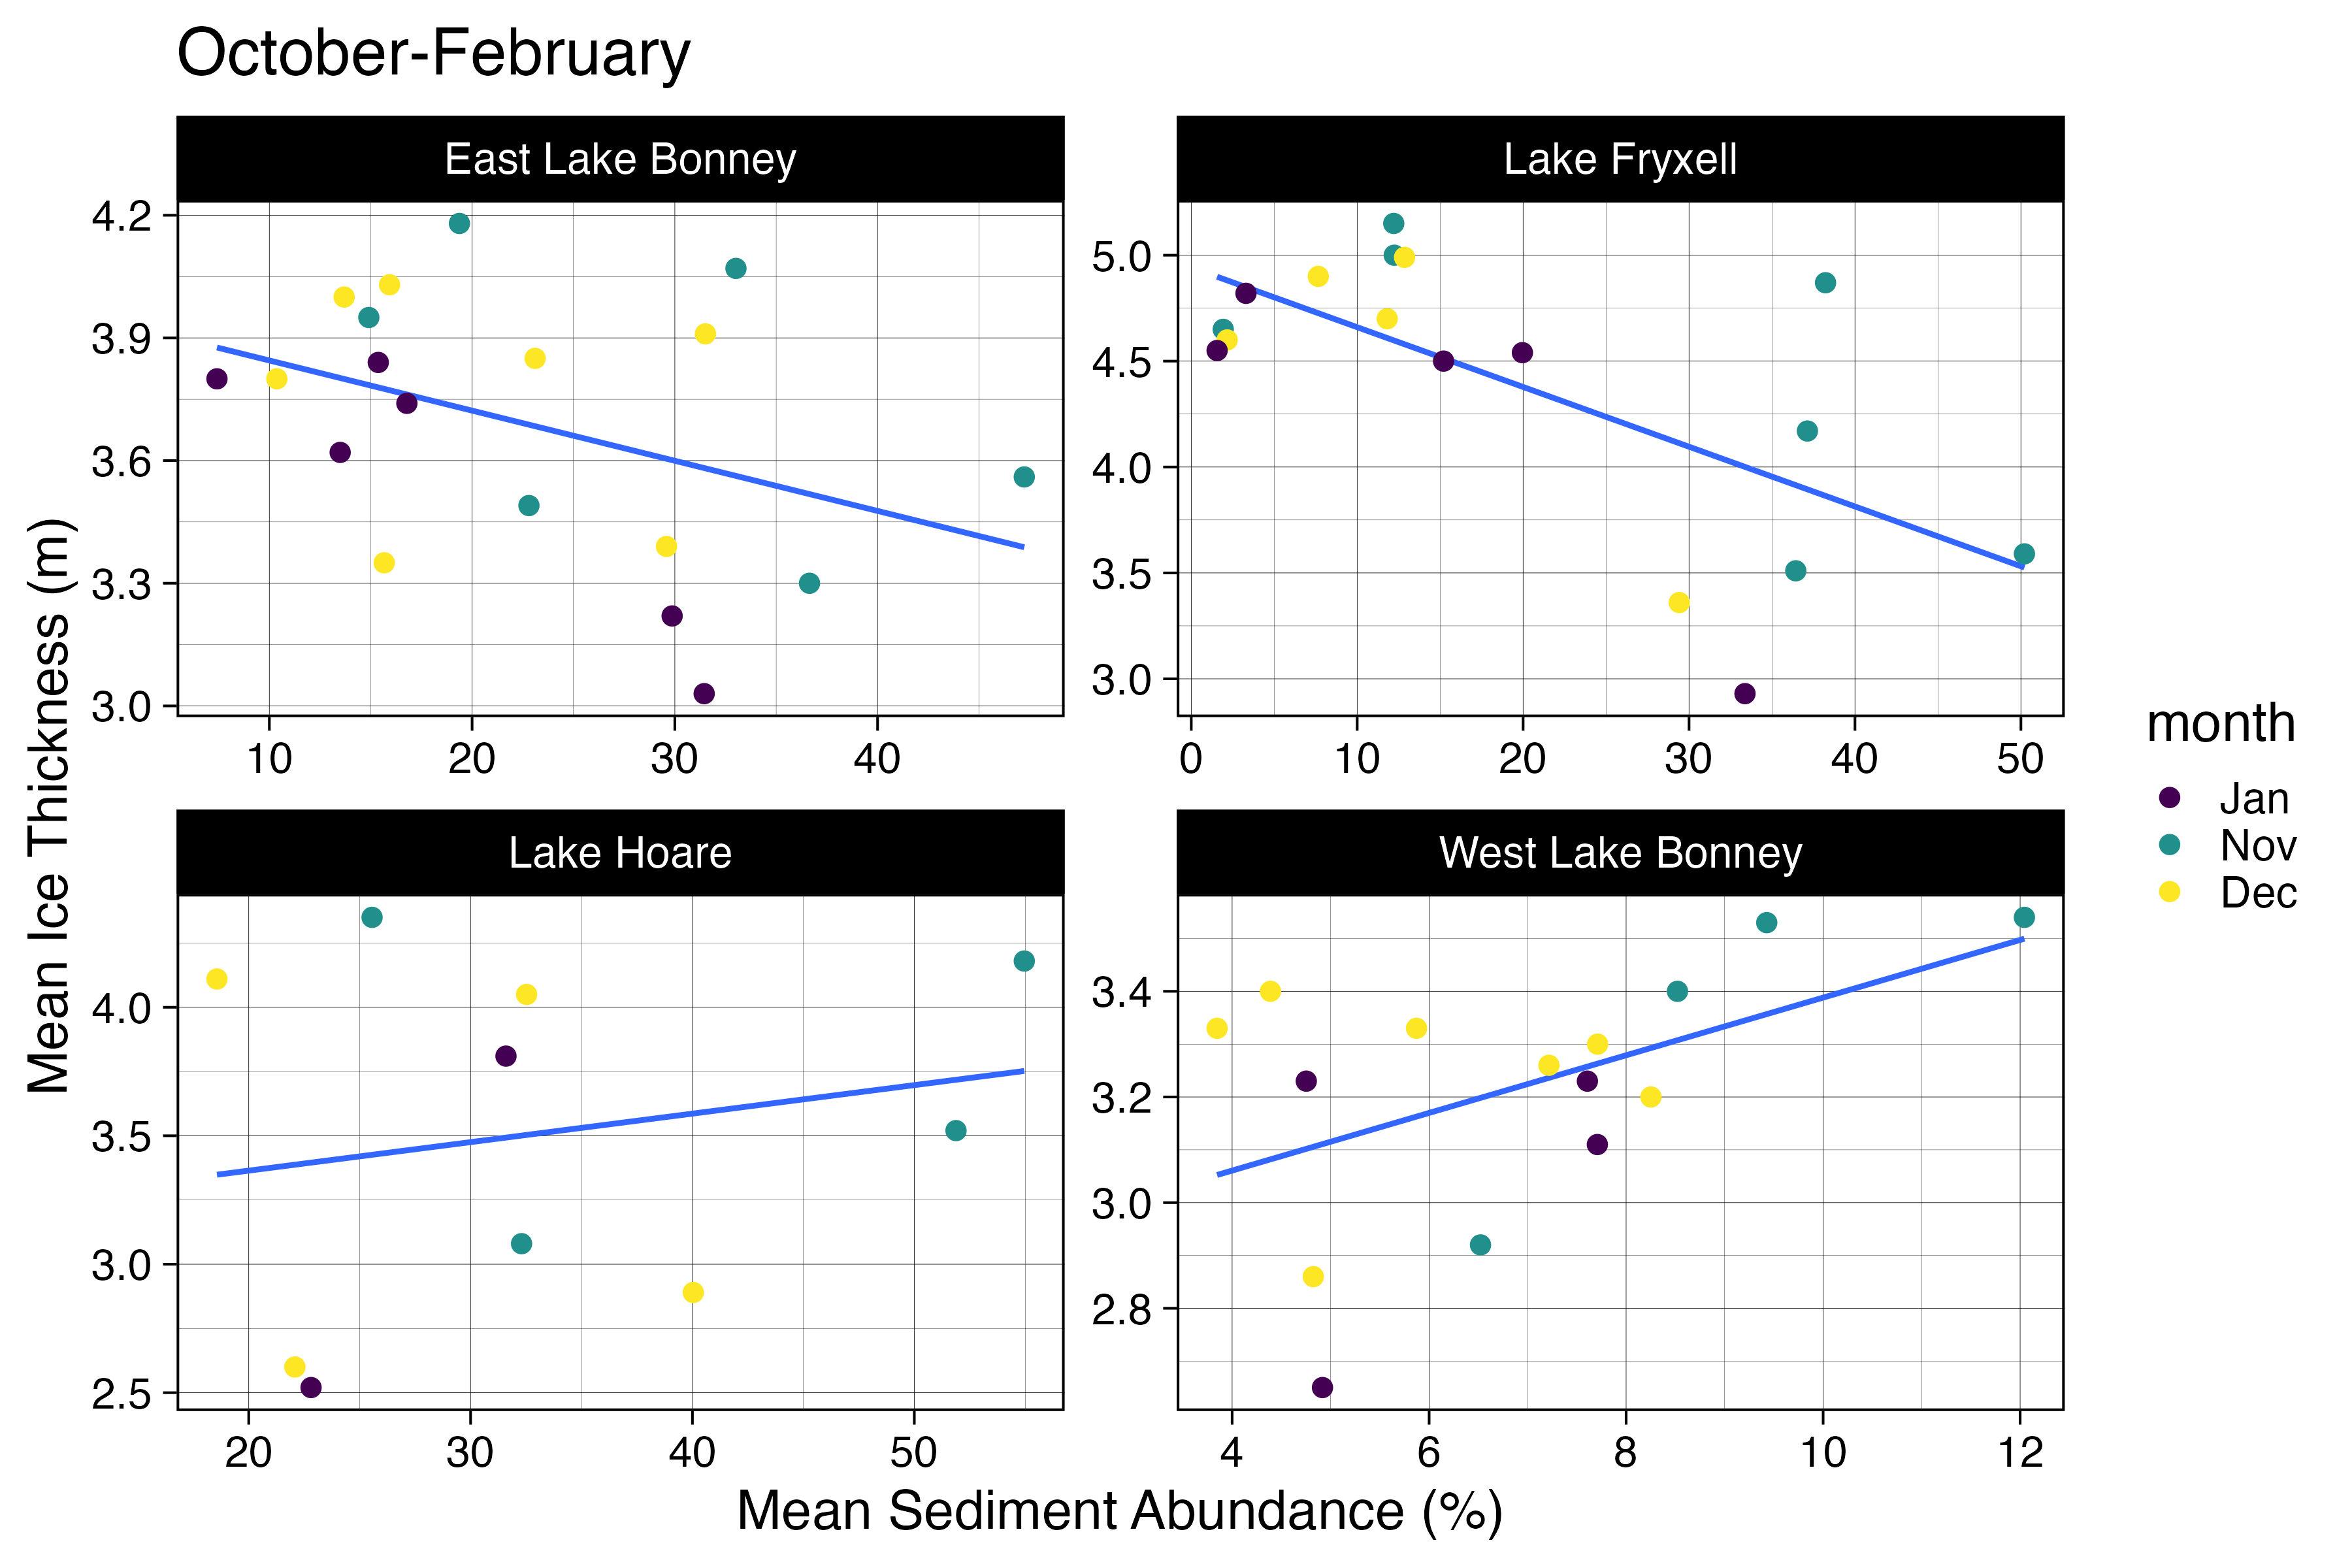 October-February
East Lake Bonney
Lake Fryxell
4.2
3.9
3.6
3.3
3.0
10 20 30 40
5.0
4.5
4.0
3.5
3.0
0 10 20 30 40 50
Lake Hoare
West Lake Bonney
4.0
3.5
3.0
2.5
20 30 40 50
3.4
3.2
3.0
2.8
4 6 8 10 12
Mean Ice Thickness (m)
Mean Sediment Abundance (%)
month
Jan
Nov
Dec